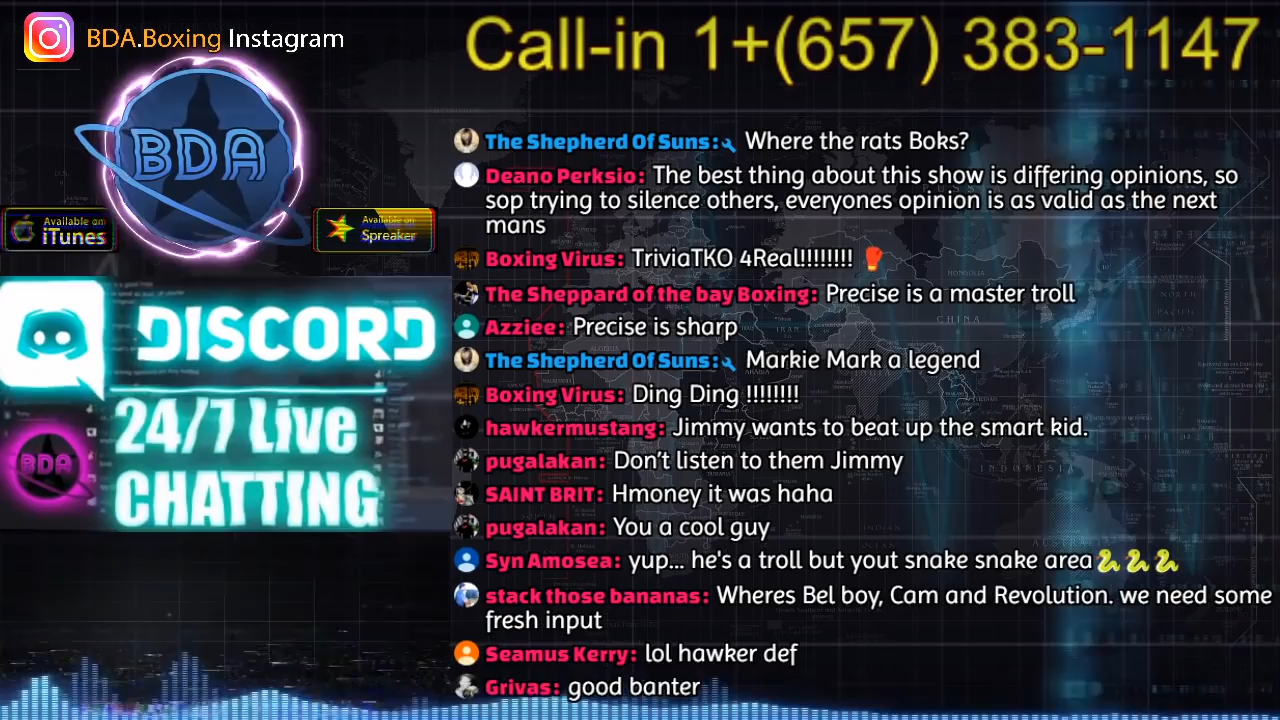 BDA.Boxing Instagram
Call-in 1+(657) 383-1147
BDA
Available on
iTunes
Available on
Spreaker
DISCORD
24/7 Live
CHATTING
BDA
The Shepherd Of Suns: Where the rats Boks?
Deano Perksio: The best thing about this show is differing opinions, so
sop trying to silence others, everyones opinion is as valid as the next
mans
Boxing Virus: TriviaTKO 4Real!!!!!!!! 🥊
The Sheppard of the bay Boxing: Precise is a master troll
Azziee: Precise is sharp
The Shepherd Of Suns: Markie Mark a legend
Boxing Virus: Ding Ding !!!!!!!!
hawkermustang: Jimmy wants to beat up the smart kid.
pugalakan: Don't listen to them Jimmy
SAINT BRIT: Hmoney it was haha
pugalakan: You a cool guy
Syn Amosea: yup... he's a troll but yout snake snake area🐍🐍🐍
stack those bananas: Wheres Bel boy, Cam and Revolution. we need some
fresh input
Seamus Kerry: lol hawker def
Grivas: good banter
MONGOLIA
CHINA
IRAN
ALGERIA
INDONESIA
INDIAN